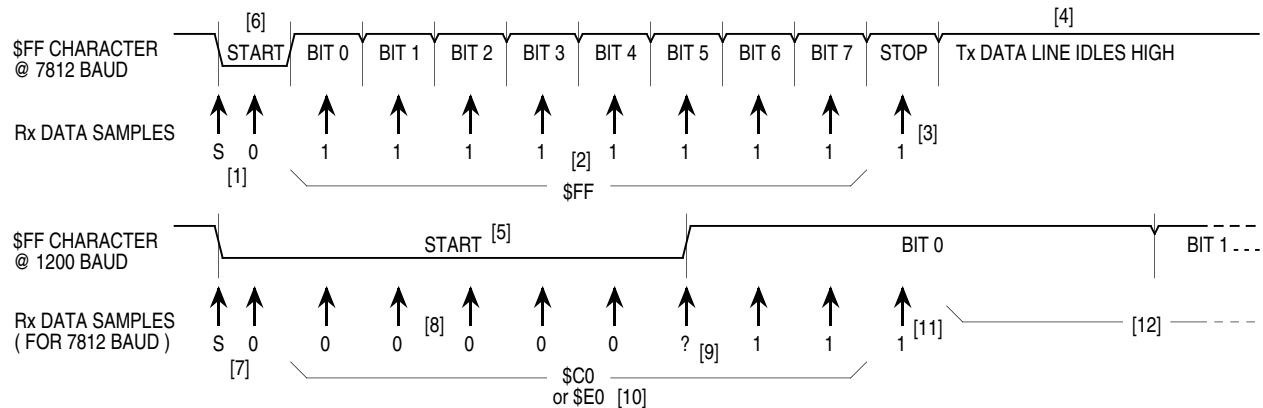 [6] [4]
$FF CHARACTER
@ 7812 BAUD
START BIT 0 BIT 1 BIT 2 BIT 3 BIT 4 BIT 5 BIT 6 BIT 7 STOP Tx DATA LINE IDLES HIGH
Rx DATA SAMPLES
S 0 1 1 1 1 1 1 1 1 1 [3]
[1] [2]
$FF
$FF CHARACTER
@ 1200 BAUD
START [5] BIT 0 BIT 1
Rx DATA SAMPLES
( FOR 7812 BAUD )
S 0 0 0 0 0 0 ? 1 1 1
[7] [8] [9] [11] [12]
$C0
or $E0 [10]